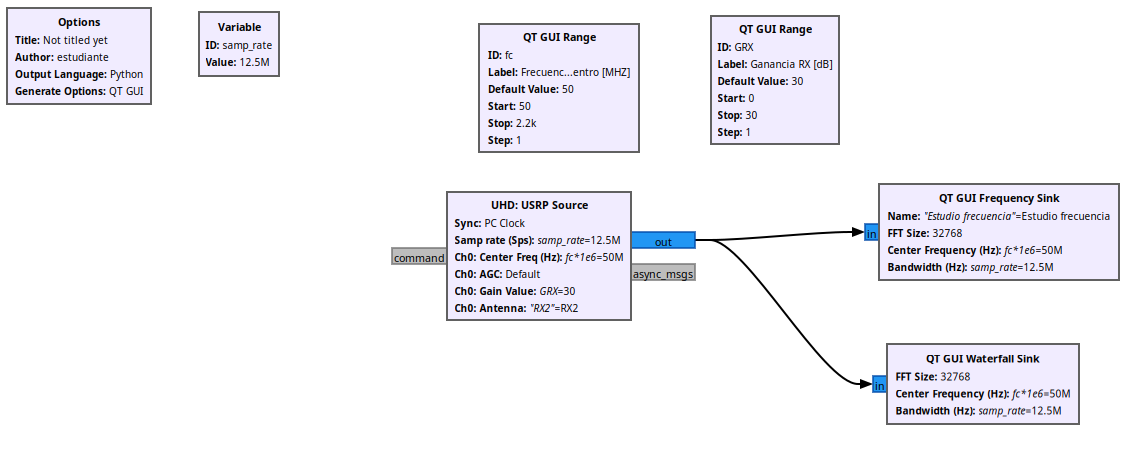 Options
Title: Not titled yet
Author: estudiante
Output Language: Python
Generate Options: QT GUI
Variable
ID: samp_rate
Value: 12.5M
QT GUI Range
ID: fc
Label: Frecuenc...entro [MHZ]
Default Value: 50
Start: 50
Stop: 2.2k
Step: 1
QT GUI Range
ID: GRX
Label: Ganancia RX [dB]
Default Value: 30
Start: 0
Stop: 30
Step: 1
UHD: USRP Source
Sync: PC Clock
Samp rate (Sps): samp_rate=12.5M
Ch0: Center Freq (Hz): fc*1e6=50M
Ch0: AGC: Default
Ch0: Gain Value: GRX=30
Ch0: Antenna: "RX2"=RX2
command
out
async_msgs
QT GUI Frequency Sink
Name: "Estudio frecuencia"=Estudio frecuencia
FFT Size: 32768
Center Frequency (Hz): fc*1e6=50M
Bandwidth (Hz): samp_rate=12.5M
in
QT GUI Waterfall Sink
FFT Size: 32768
Center Frequency (Hz): fc*1e6=50M
Bandwidth (Hz): samp_rate=12.5M
in